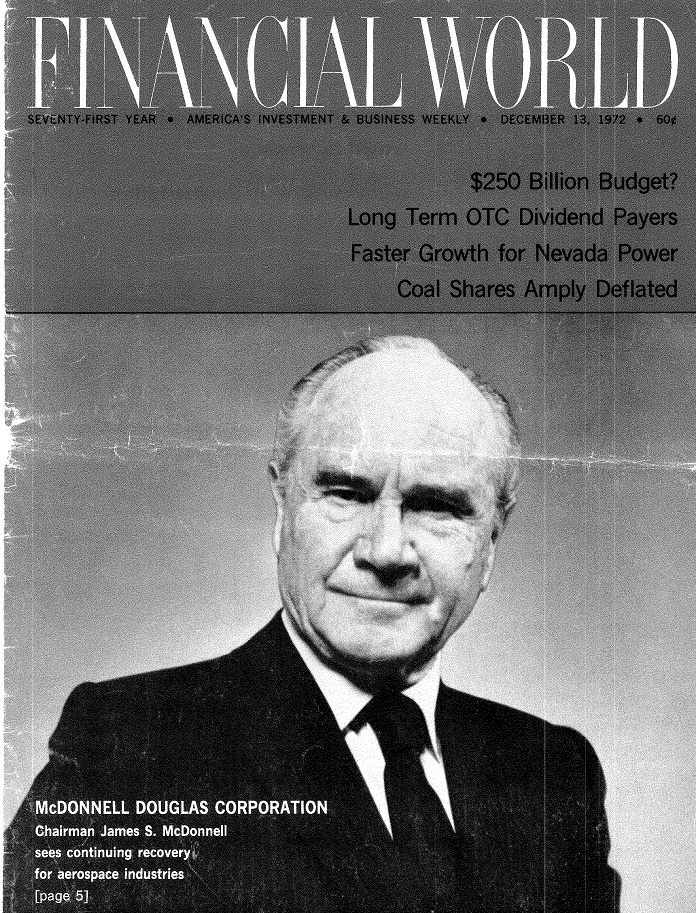 FINANCIAL WORLD
SEVENTY-FIRST YEAR • AMERICA'S INVESTMENT & BUSINESS WEEKLY • DECEMBER 13, 1972 • 60¢
$250 Billion Budget?
Long Term OTC Dividend Payers
Faster Growth for Nevada Power
Coal Shares Amply Deflated
McDONNELL DOUGLAS CORPORATION
Chairman James S. McDonnell
sees continuing recovery
for aerospace industries
[page 5]